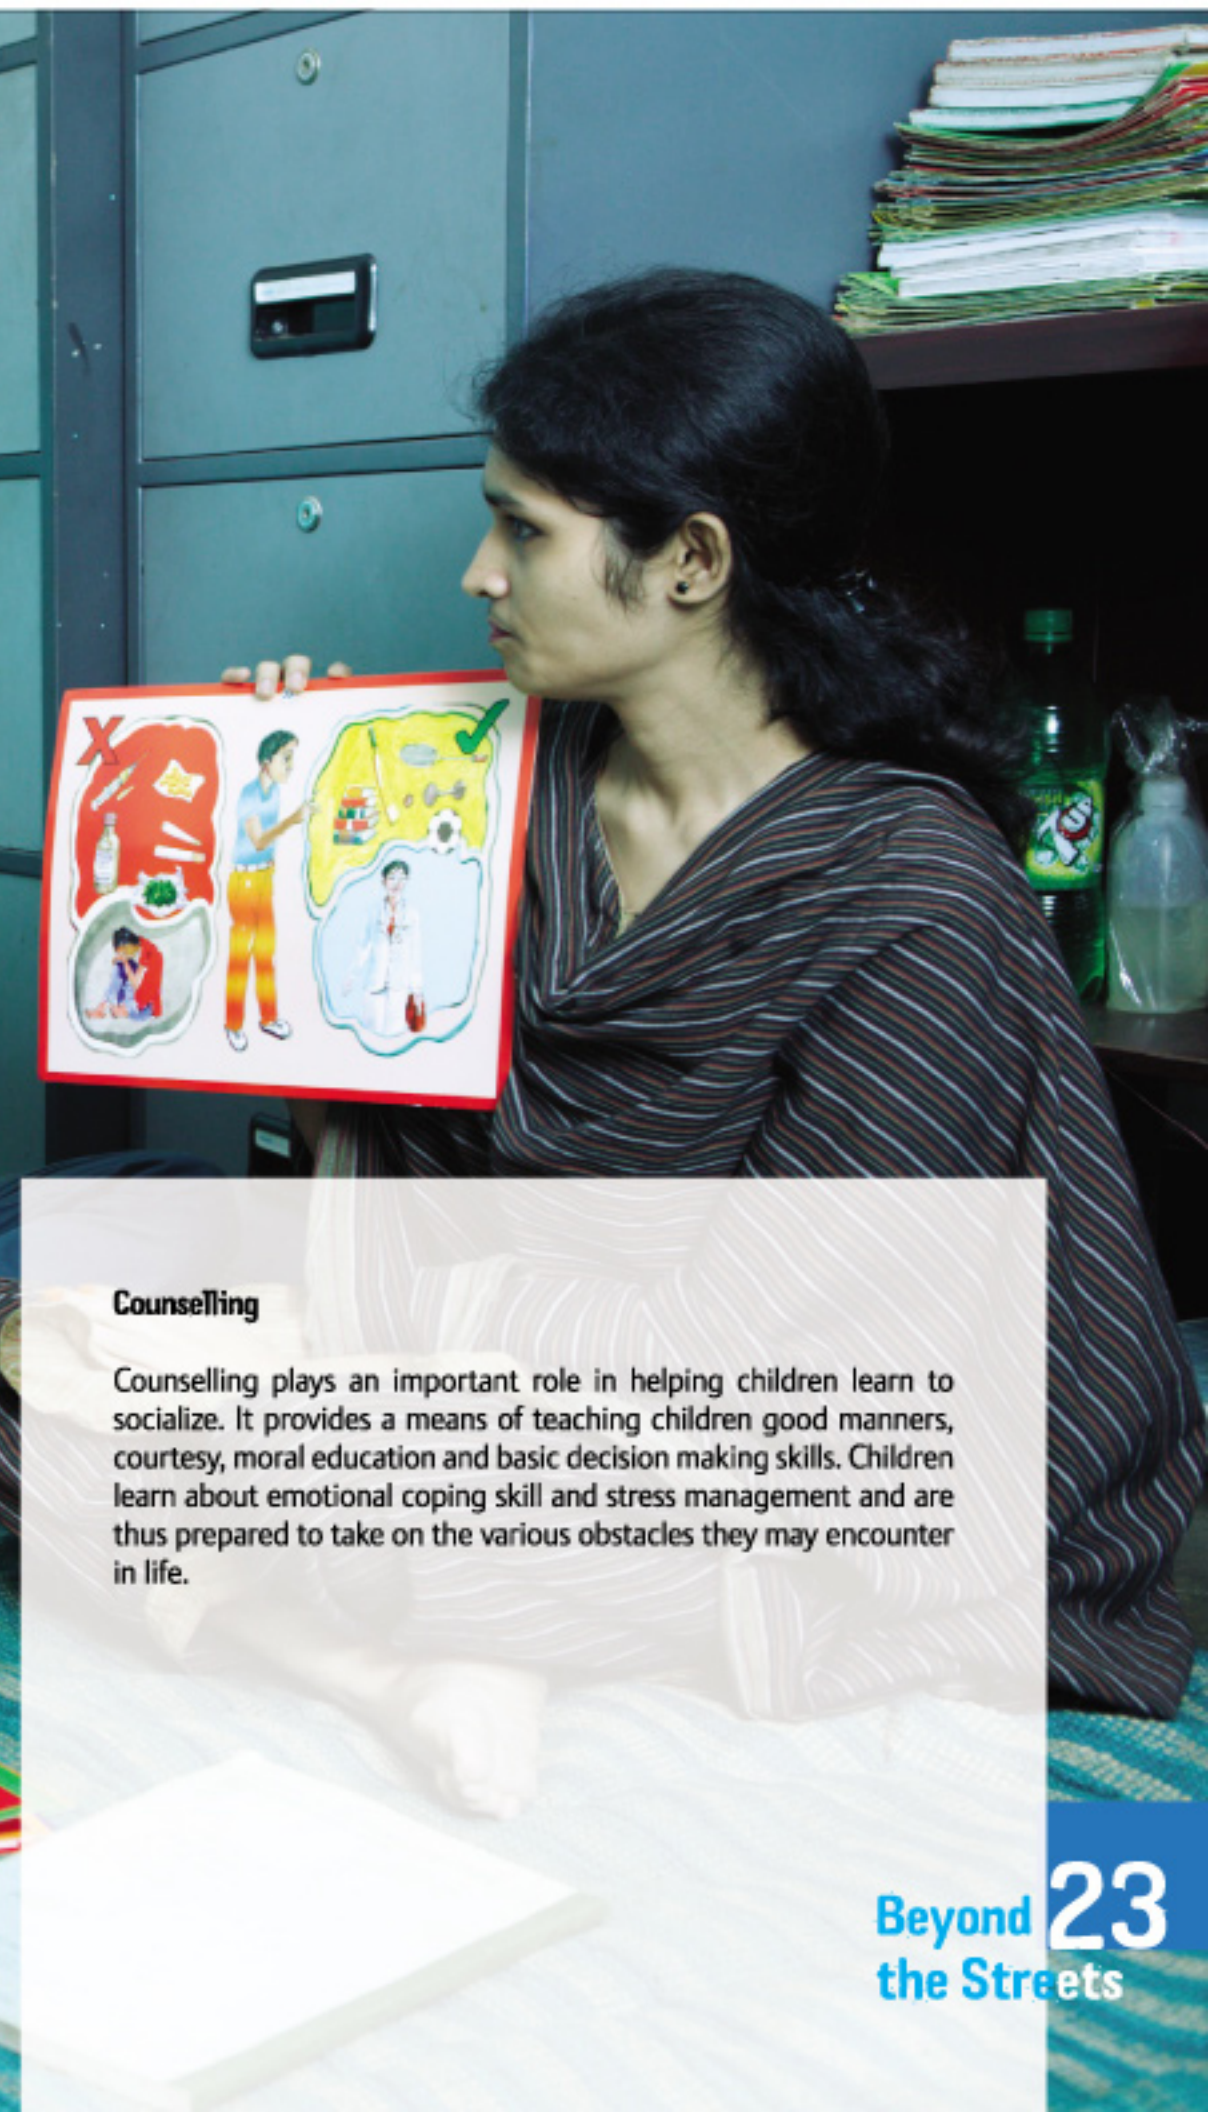 Counselling
Counselling plays an important role in helping children learn to
socialize. It provides a means of teaching children good manners,
courtesy, moral education and basic decision making skills. Children
learn about emotional coping skill and stress management and are
thus prepared to take on the various obstacles they may encounter
in life.
Beyond 23
the Streets